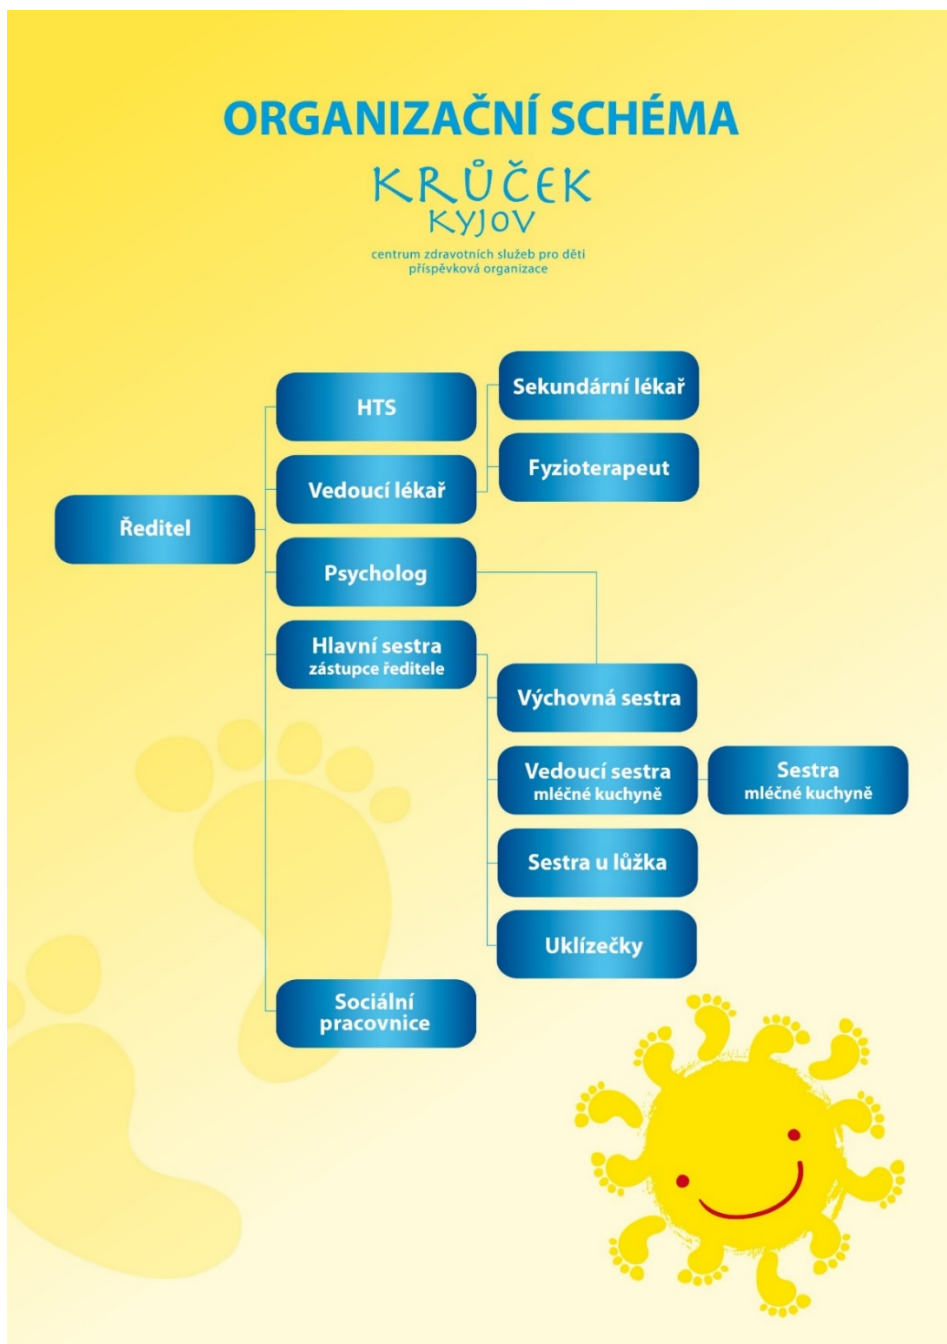 ORGANIZAČNÍ SCHÉMA
KRŮČEK
KYJOV
centrum zdravotních služeb pro děti
příspěvková organizace
Ředitel
HTS
Vedoucí lékař
Sekundární lékař
Fyzioterapeut
Psycholog
Hlavní sestra
zástupce ředitele
Výchovná sestra
Vedoucí sestra
mléčné kuchyně
Sestra
mléčné kuchyně
Sestra u lůžka
Uklízečky
Sociální
pracovnice